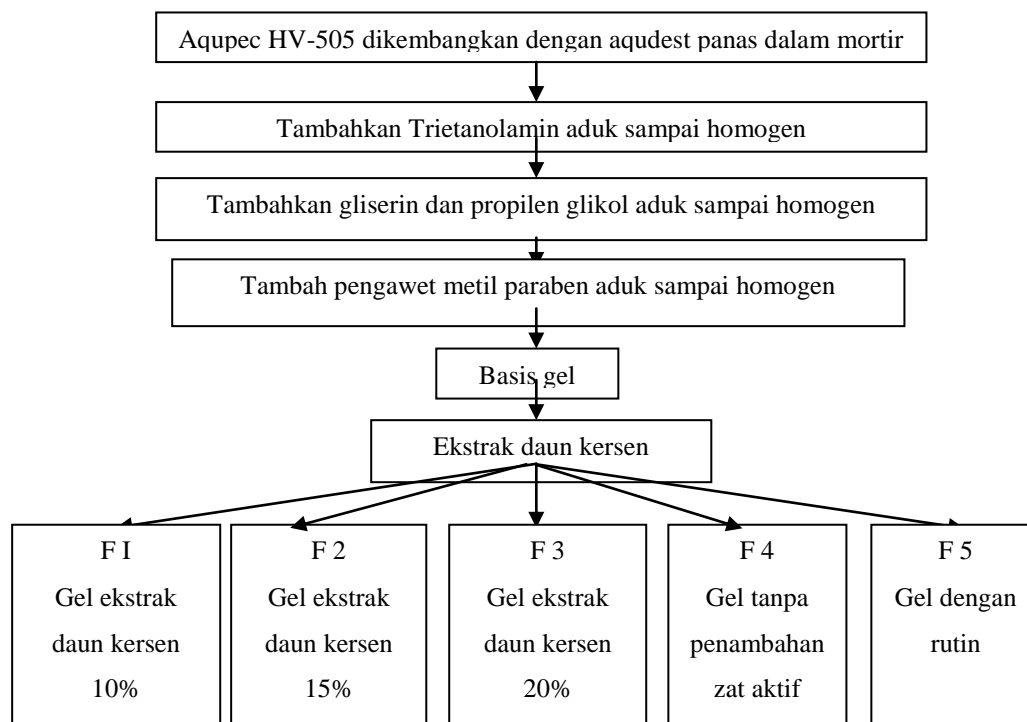 Aqupec HV-505 dikembangkan dengan aqudest panas dalam mortir
Tambahkan Trietanolamin aduk sampai homogen
Tambahkan gliserin dan propilen glikol aduk sampai homogen
Tambah pengawet metil paraben aduk sampai homogen
Basis gel
Ekstrak daun kersen
F I
Gel ekstrak
daun kersen
10%
F 2
Gel ekstrak
daun kersen
15%
F 3
Gel ekstrak
daun kersen
20%
F 4
Gel tanpa
penambahan
zat aktif
F 5
Gel dengan
rutin